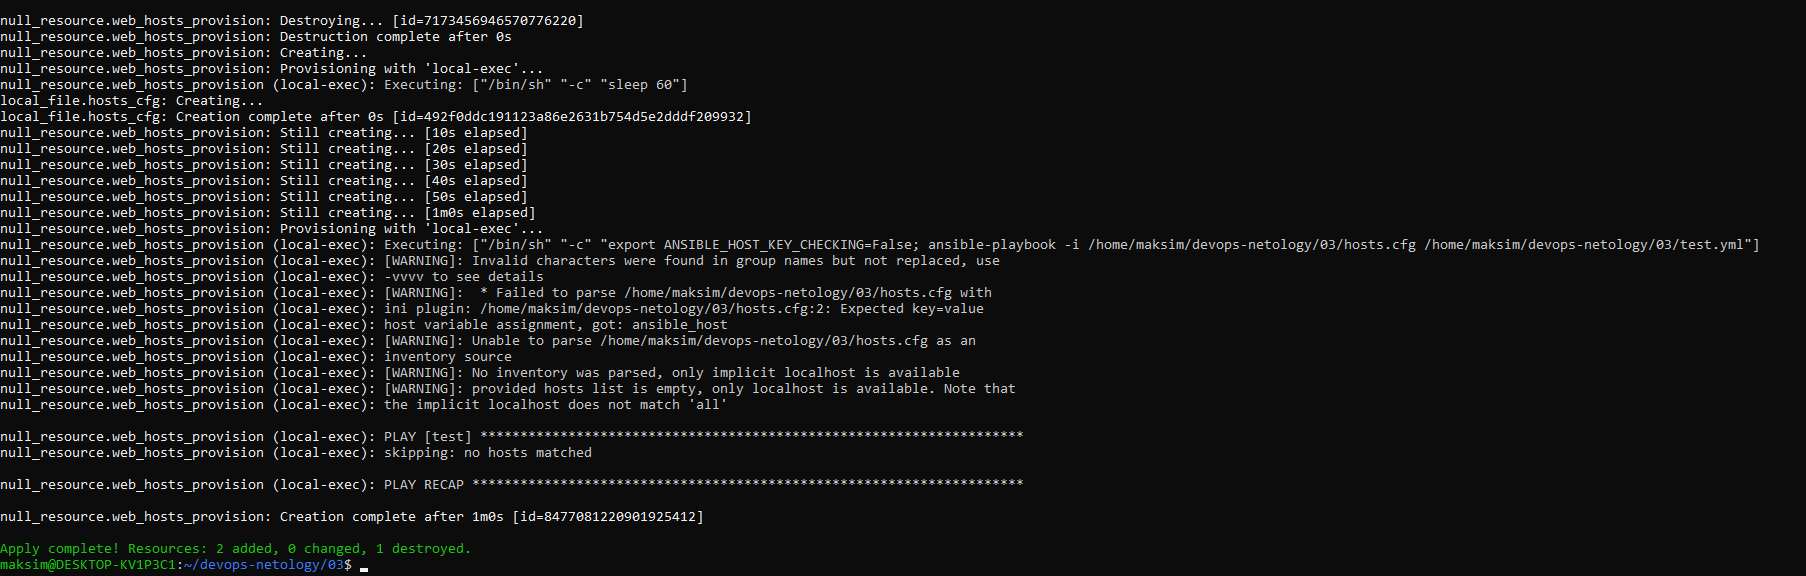 null_resource.web_hosts_provision: Destroying... [id=7173456946570776220]
null_resource.web_hosts_provision: Destruction complete after 0s
null_resource.web_hosts_provision: Creating...
null_resource.web_hosts_provision: Provisioning with 'local-exec'...
null_resource.web_hosts_provision (local-exec): Executing: ["/bin/sh" "-c" "sleep 60"]
local_file.hosts_cfg: Creating...
local_file.hosts_cfg: Creation complete after 0s [id=492f0ddc191123a86e2631b754d5e2dddf209932]
null_resource.web_hosts_provision: Still creating... [10s elapsed]
null_resource.web_hosts_provision: Still creating... [20s elapsed]
null_resource.web_hosts_provision: Still creating... [30s elapsed]
null_resource.web_hosts_provision: Still creating... [40s elapsed]
null_resource.web_hosts_provision: Still creating... [50s elapsed]
null_resource.web_hosts_provision: Still creating... [1m0s elapsed]
null_resource.web_hosts_provision: Provisioning with 'local-exec'...
null_resource.web_hosts_provision (local-exec): Executing: ["/bin/sh" "-c" "export ANSIBLE_HOST_KEY_CHECKING=False; ansible-playbook -i /home/maksim/devops-netology/03/hosts.cfg /home/maksim/devops-netology/03/test.yml"]
null_resource.web_hosts_provision (local-exec): [WARNING]: Invalid characters were found in group names but not replaced, use
null_resource.web_hosts_provision (local-exec): -vvvv to see details
null_resource.web_hosts_provision (local-exec): [WARNING]:  * Failed to parse /home/maksim/devops-netology/03/hosts.cfg with
null_resource.web_hosts_provision (local-exec): ini plugin: /home/maksim/devops-netology/03/hosts.cfg:2: Expected key=value
null_resource.web_hosts_provision (local-exec): host variable assignment, got: ansible_host
null_resource.web_hosts_provision (local-exec): [WARNING]: Unable to parse /home/maksim/devops-netology/03/hosts.cfg as an
null_resource.web_hosts_provision (local-exec): inventory source
null_resource.web_hosts_provision (local-exec): [WARNING]: No inventory was parsed, only implicit localhost is available
null_resource.web_hosts_provision (local-exec): [WARNING]: provided hosts list is empty, only localhost is available. Note that
null_resource.web_hosts_provision (local-exec): the implicit localhost does not match 'all'
null_resource.web_hosts_provision (local-exec): PLAY [test] ********************************************************************
null_resource.web_hosts_provision (local-exec): skipping: no hosts matched
null_resource.web_hosts_provision (local-exec): PLAY RECAP *********************************************************************
null_resource.web_hosts_provision: Creation complete after 1m0s [id=8477081220901925412]
Apply complete! Resources: 2 added, 0 changed, 1 destroyed.
maksim@DESKTOP-KV1P3C1:~/devops-netology/03$